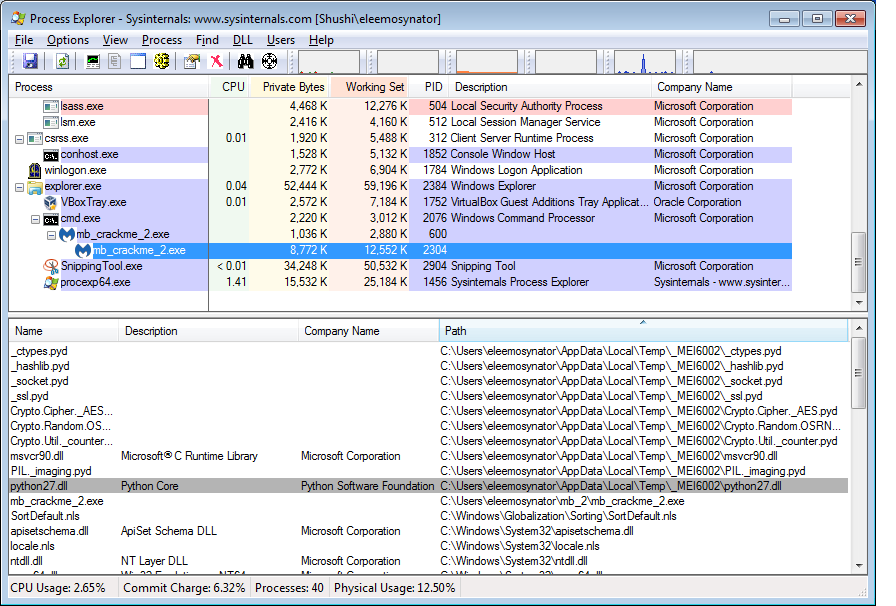 Process Explorer - Sysinternals: www.sysinternals.com [Shushi\eleemosynator]
File Options View Process Find DLL Users Help
Process CPU Private Bytes Working Set PID Description Company Name
lsass.exe 4,468 K 12,276 K 504 Local Security Authority Process Microsoft Corporation
lsm.exe 2,416 K 4,160 K 512 Local Session Manager Service Microsoft Corporation
csrss.exe 0.01 1,920 K 5,488 K 312 Client Server Runtime Process Microsoft Corporation
conhost.exe 1,528 K 5,132 K 1852 Console Window Host Microsoft Corporation
winlogon.exe 2,772 K 6,904 K 1784 Windows Logon Application Microsoft Corporation
explorer.exe 0.04 52,444 K 59,196 K 2384 Windows Explorer Microsoft Corporation
VBoxTray.exe 0.01 2,572 K 7,184 K 1752 VirtualBox Guest Additions Tray Applicat... Oracle Corporation
cmd.exe 2,220 K 3,012 K 2076 Windows Command Processor Microsoft Corporation
mb_crackme_2.exe 1,036 K 2,880 K 600
mb_crackme_2.exe 8,772 K 12,552 K 2304
SnippingTool.exe < 0.01 34,248 K 50,532 K 2904 Snipping Tool Microsoft Corporation
procexp64.exe 1.41 15,532 K 25,184 K 1456 Sysinternals Process Explorer Sysinternals - www.sysinter...
Name Description Company Name Path
_ctypes.pyd C:\Users\eleemosynator\AppData\Local\Temp\_MEI6002\_ctypes.pyd
_hashlib.pyd C:\Users\eleemosynator\AppData\Local\Temp\_MEI6002\_hashlib.pyd
_socket.pyd C:\Users\eleemosynator\AppData\Local\Temp\_MEI6002\_socket.pyd
_ssl.pyd C:\Users\eleemosynator\AppData\Local\Temp\_MEI6002\_ssl.pyd
Crypto.Cipher._AES... C:\Users\eleemosynator\AppData\Local\Temp\_MEI6002\Crypto.Cipher._AES.pyd
Crypto.Random.OS... C:\Users\eleemosynator\AppData\Local\Temp\_MEI6002\Crypto.Random.OSRN...
Crypto.Util._counter... C:\Users\eleemosynator\AppData\Local\Temp\_MEI6002\Crypto.Util._counter.pyd
msvcr90.dll Microsoft® C Runtime Library Microsoft Corporation C:\Users\eleemosynator\AppData\Local\Temp\_MEI6002\msvcr90.dll
PIL._imaging.pyd C:\Users\eleemosynator\AppData\Local\Temp\_MEI6002\PIL._imaging.pyd
python27.dll Python Core Python Software Foundation C:\Users\eleemosynator\AppData\Local\Temp\_MEI6002\python27.dll
mb_crackme_2.exe C:\Users\eleemosynator\mb_2\mb_crackme_2.exe
SortDefault.nls C:\Windows\Globalization\Sorting\SortDefault.nls
apisetschema.dll ApiSet Schema DLL Microsoft Corporation C:\Windows\System32\apisetschema.dll
locale.nls C:\Windows\System32\locale.nls
ntdll.dll NT Layer DLL Microsoft Corporation C:\Windows\System32\ntdll.dll
CPU Usage: 2.65% Commit Charge: 6.32% Processes: 40 Physical Usage: 12.50%